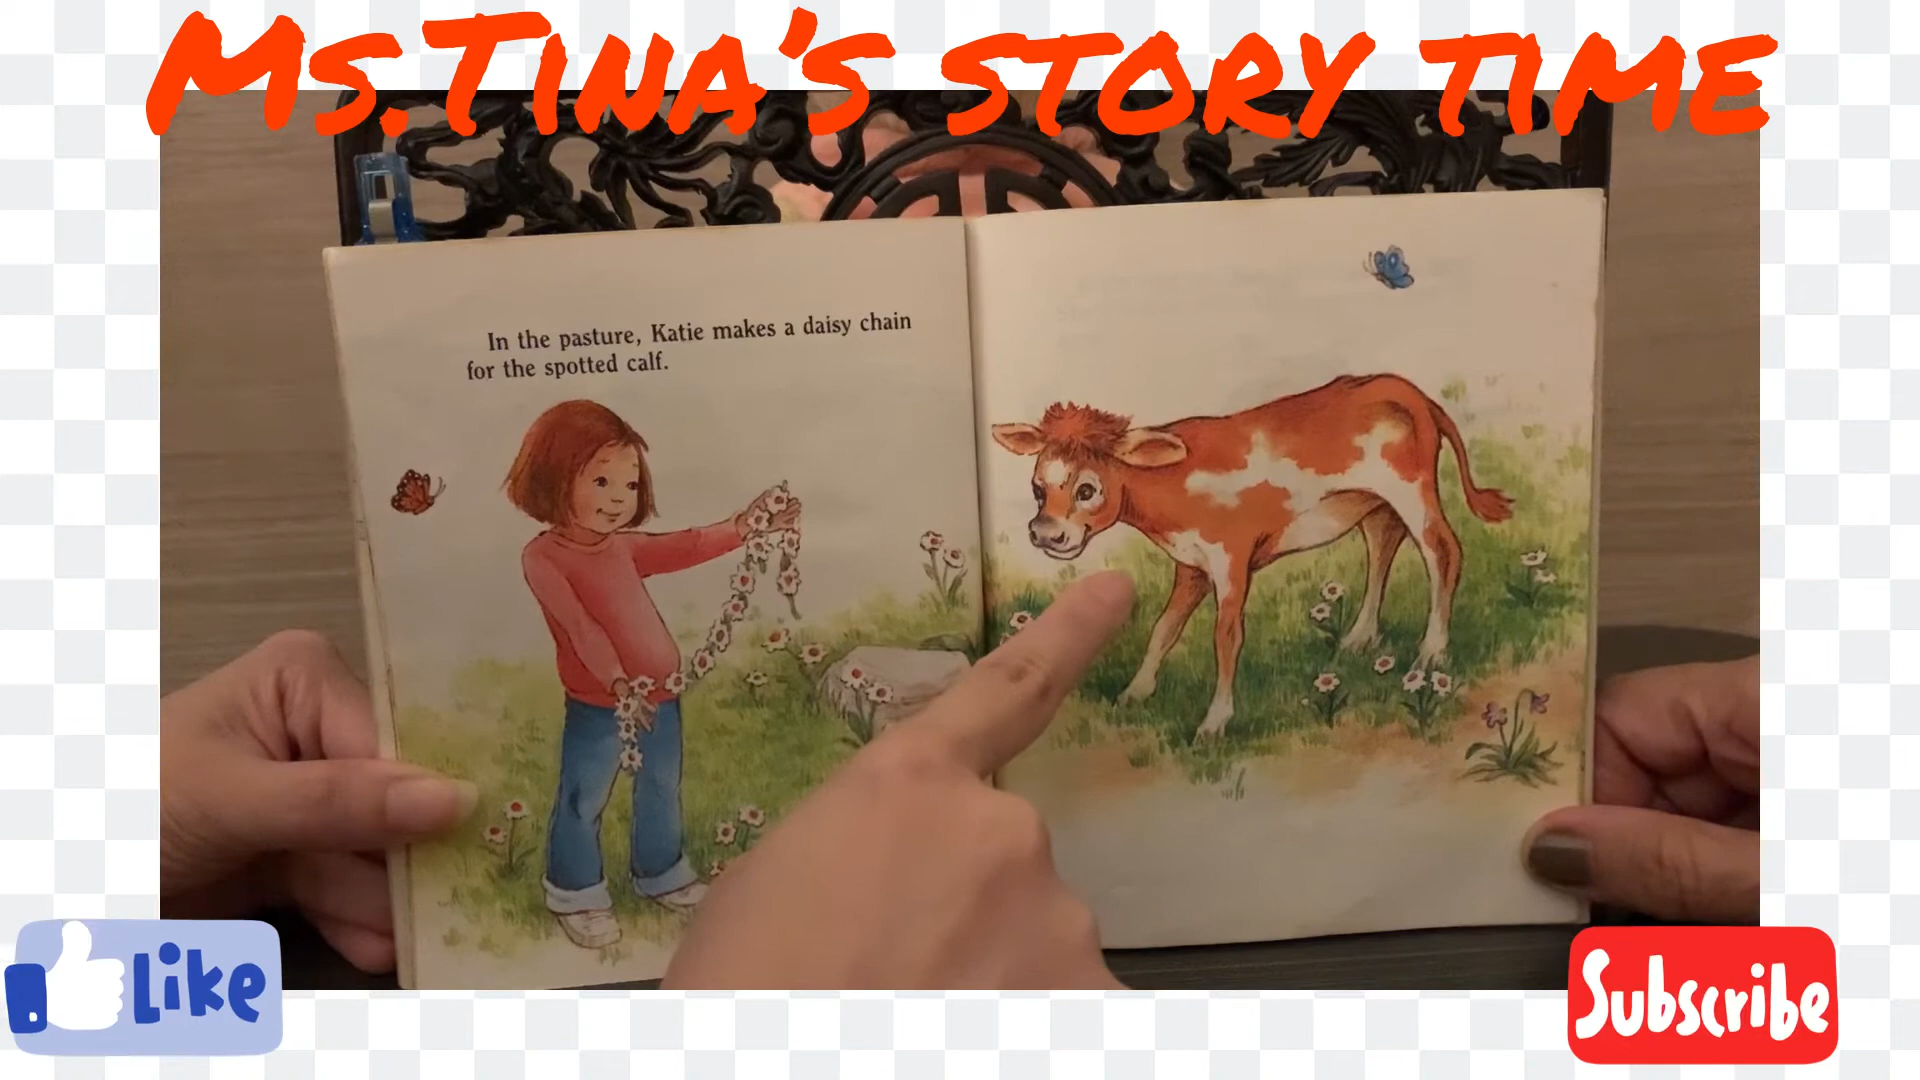 Ms.Tina's story time
In the pasture, Katie makes a daisy chain
for the spotted calf.
Like
Subscribe